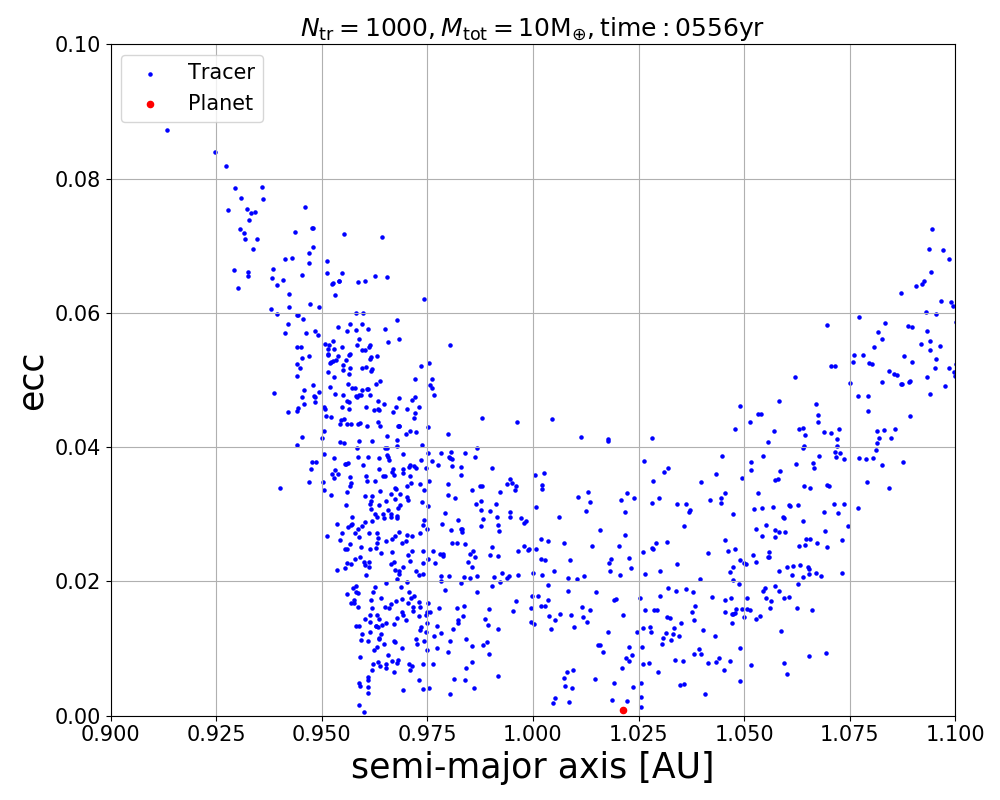 N_tr = 1000, M_tot = 10M_⊕, time : 0556yr
0.10
Tracer
Planet
0.08
0.06
ecc
0.04
0.02
0.00
0.900 0.925 0.950 0.975 1.000 1.025 1.050 1.075 1.100
semi-major axis [AU]